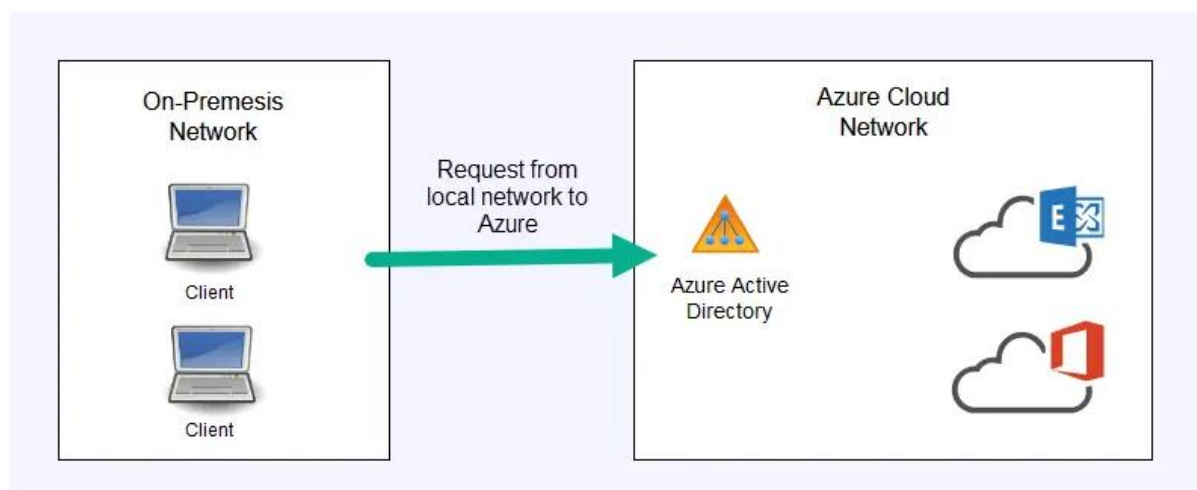 On-Premesis
Network
Client
Client
Request from
local network to
Azure
Azure Cloud
Network
Azure Active
Directory
E